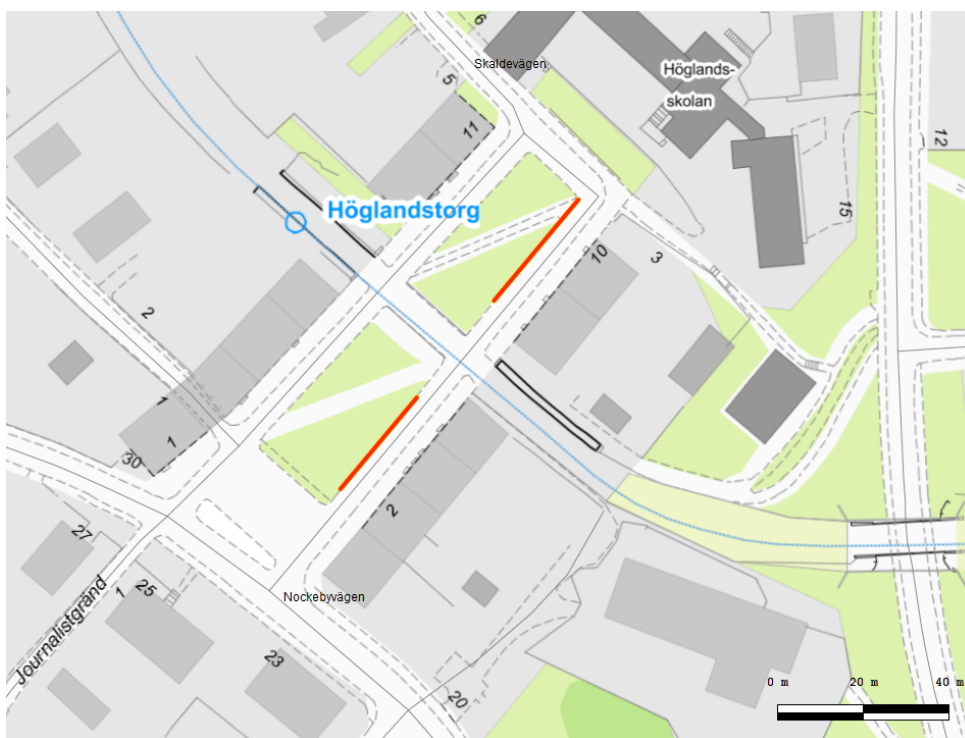 6
Skaldevägen
5
Höglands-
skolan
11
12
15
Höglandstorg
10
3
2
1
1
30
2
27
Nockebyvägen
25
1
Journalistgränd
23
20
0 m 20 m 40 m